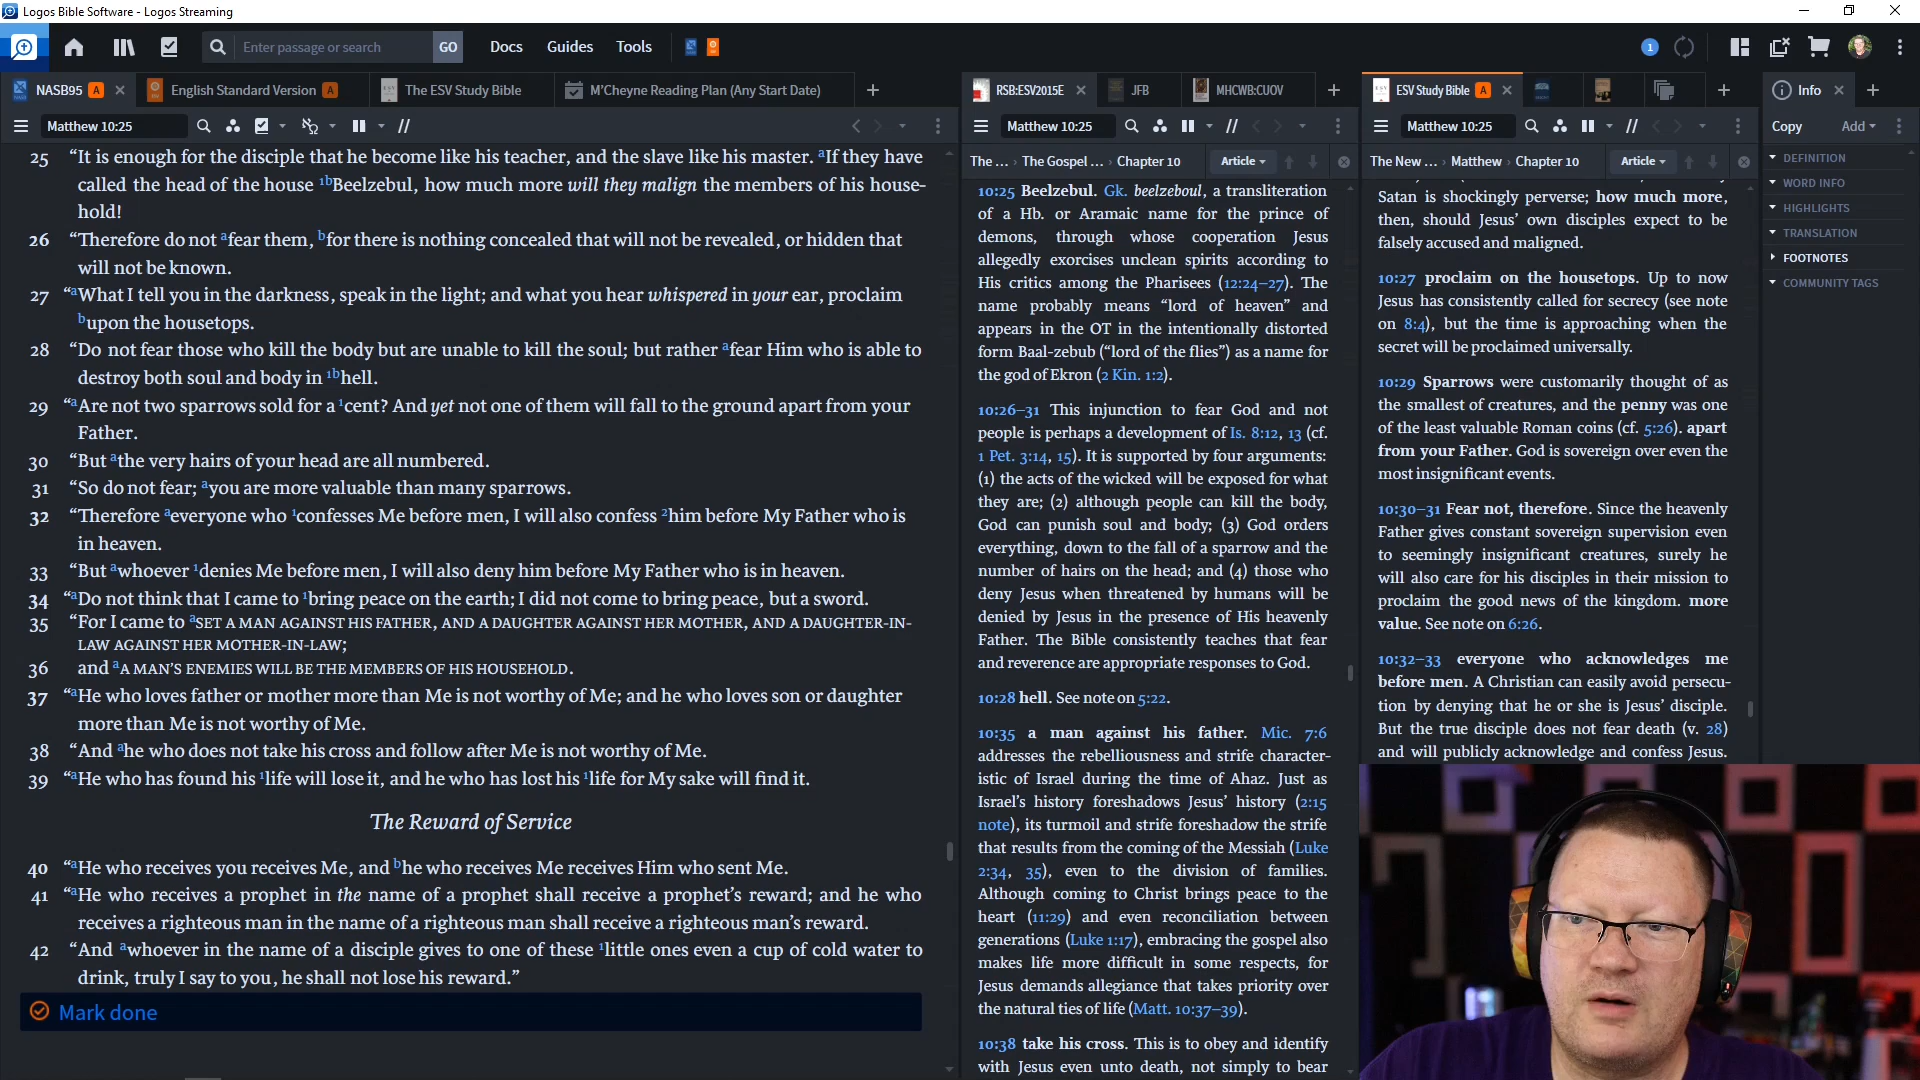 Logos Bible Software - Logos Streaming
Enter passage or search
GO
Docs
Guides
Tools
1
NASB95
A
English Standard Version
A
The ESV Study Bible
M'Cheyne Reading Plan (Any Start Date)
Matthew 10:25
25 “It is enough for the disciple that he become like his teacher, and the slave like his master. aIf they have
called the head of the house 1bBeelzebul, how much more will they malign the members of his house-
hold!
26 “Therefore do not afear them, bfor there is nothing concealed that will not be revealed, or hidden that
will not be known.
27 “aWhat I tell you in the darkness, speak in the light; and what you hear whispered in your ear, proclaim
bupon the housetops.
28 “Do not fear those who kill the body but are unable to kill the soul; but rather afear Him who is able to
destroy both soul and body in 1bhell.
29 “aAre not two sparrows sold for a 1cent? And yet not one of them will fall to the ground apart from your
Father.
30 “But athe very hairs of your head are all numbered.
31 “So do not fear; ayou are more valuable than many sparrows.
32 “Therefore aeveryone who 1confesses Me before men, I will also confess 2him before My Father who is
in heaven.
33 “But awhoever 1denies Me before men, I will also deny him before My Father who is in heaven.
34 “aDo not think that I came to 1bring peace on the earth; I did not come to bring peace, but a sword.
35 “For I came to aSET A MAN AGAINST HIS FATHER, AND A DAUGHTER AGAINST HER MOTHER, AND A DAUGHTER-IN-
LAW AGAINST HER MOTHER-IN-LAW;
36 and aA MAN’S ENEMIES WILL BE THE MEMBERS OF HIS HOUSEHOLD.
37 “aHe who loves father or mother more than Me is not worthy of Me; and he who loves son or daughter
more than Me is not worthy of Me.
38 “And ahe who does not take his cross and follow after Me is not worthy of Me.
39 “aHe who has found his 1life will lose it, and he who has lost his 1life for My sake will find it.
The Reward of Service
40 “aHe who receives you receives Me, and bhe who receives Me receives Him who sent Me.
41 “aHe who receives a prophet in the name of a prophet shall receive a prophet’s reward; and he who
receives a righteous man in the name of a righteous man shall receive a righteous man’s reward.
42 “And awhoever in the name of a disciple gives to one of these 1little ones even a cup of cold water to
drink, truly I say to you, he shall not lose his reward.”
Mark done
RSB:ESV2015E
JFB
MHCWB:CUOV
Matthew 10:25
The ... > The Gospel ... > Chapter 10
Article
10:25 Beelzebul. Gk. beelzeboul, a transliteration
of a Hb. or Aramaic name for the prince of
demons, through whose cooperation Jesus
allegedly exorcises unclean spirits according to
His critics among the Pharisees (12:24–27). The
name probably means “lord of heaven” and
appears in the OT in the intentionally distorted
form Baal-zebub (“lord of the flies”) as a name for
the god of Ekron (2 Kin. 1:2).
10:26–31 This injunction to fear God and not
people is perhaps a development of Is. 8:12, 13 (cf.
1 Pet. 3:14, 15). It is supported by four arguments:
(1) the acts of the wicked will be exposed for what
they are; (2) although people can kill the body,
God can punish soul and body; (3) God orders
everything, down to the fall of a sparrow and the
number of hairs on the head; and (4) those who
deny Jesus when threatened by humans will be
denied by Jesus in the presence of His heavenly
Father. The Bible consistently teaches that fear
and reverence are appropriate responses to God.
10:28 hell. See note on 5:22.
10:35 a man against his father. Mic. 7:6
addresses the rebelliousness and strife character-
istic of Israel during the time of Ahaz. Just as
Israel’s history foreshadows Jesus’ history (2:15
note), its turmoil and strife foreshadow the strife
that results from the coming of the Messiah (Luke
2:34, 35), even to the division of families.
Although coming to Christ brings peace to the
heart (11:29) and even reconciliation between
generations (Luke 1:17), embracing the gospel also
makes life more difficult in some respects, for
Jesus demands allegiance that takes priority over
the natural ties of life (Matt. 10:37–39).
10:38 take his cross. This is to obey and identify
with Jesus even unto death, not simply to bear
ESV Study Bible
A
Matthew 10:25
The New ... > Matthew > Chapter 10
Article
Satan is shockingly perverse; how much more,
then, should Jesus’ own disciples expect to be
falsely accused and maligned.
10:27 proclaim on the housetops. Up to now
Jesus has consistently called for secrecy (see note
on 8:4), but the time is approaching when the
secret will be proclaimed universally.
10:29 Sparrows were customarily thought of as
the smallest of creatures, and the penny was one
of the least valuable Roman coins (cf. 5:26). apart
from your Father. God is sovereign over even the
most insignificant events.
10:30–31 Fear not, therefore. Since the heavenly
Father gives constant sovereign supervision even
to seemingly insignificant creatures, surely he
will also care for his disciples in their mission to
proclaim the good news of the kingdom. more
value. See note on 6:26.
10:32–33 everyone who acknowledges me
before men. A Christian can easily avoid persecu-
tion by denying that he or she is Jesus’ disciple.
But the true disciple does not fear death (v. 28)
and will publicly acknowledge and confess Jesus.
Info
Copy
Add
DEFINITION
WORD INFO
HIGHLIGHTS
TRANSLATION
FOOTNOTES
COMMUNITY TAGS